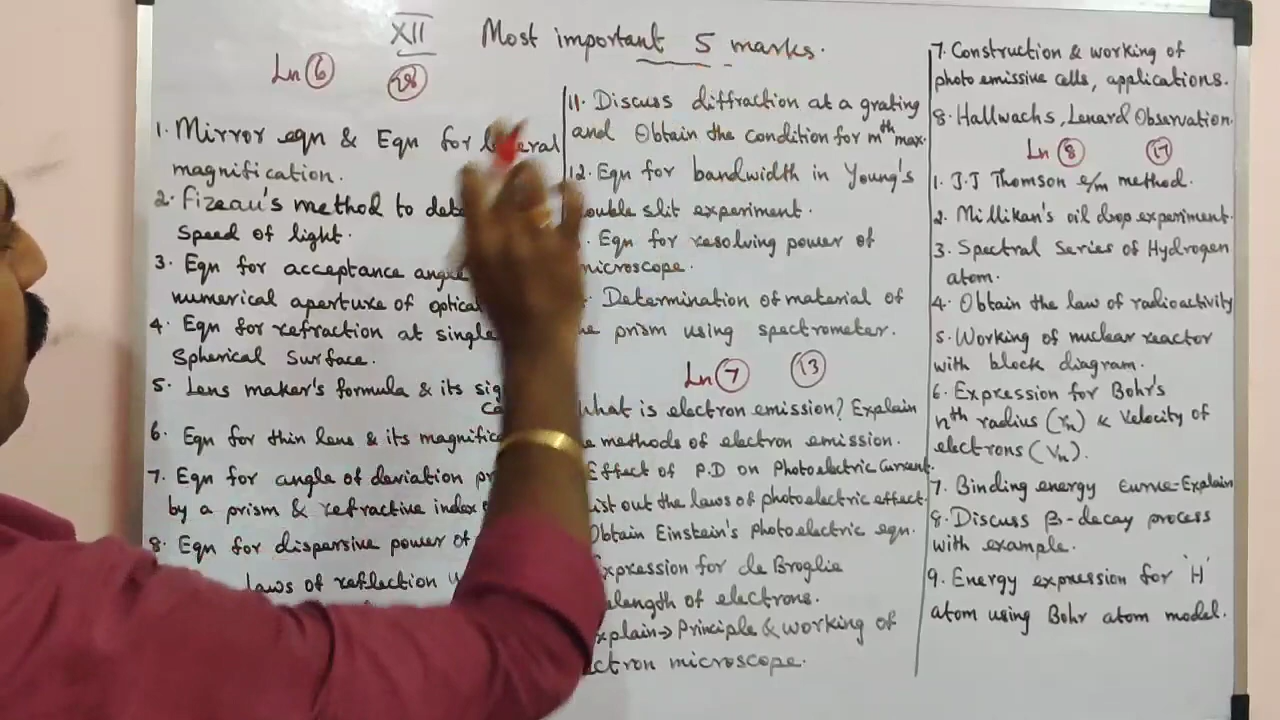 XII Most important 5 marks.
Ln 6 28
1. Mirror eqn & Eqn for
magnification.
2. Fizeau's method to
Speed of light.
3. Eqn for acceptance angle
numerical aperture of optical
4. Eqn for refraction at single
Spherical Surface.
5. Lens maker's formula & its
6. Eqn for thin lens & its
7. Eqn for angle of deviation
by a prism & refractive index
8. Eqn for dispersive power of
laws of reflection
11. Discuss diffraction at a grating
and Obtain the condition for mth max.
12. Eqn for bandwidth in Young's
double slit experiment.
Eqn for resolving power of
microscope.
Determination of material of
prism using spectrometer.
Ln 7 13
What is electron emission? Explain
methods of electron emission.
Effect of P.D on Photoelectric Current.
List out the laws of photoelectric effect.
Obtain Einstein's photoelectric eqn.
Expression for de Broglie
of electrons.
Explain → Principle & working of
microscope.
7. Construction & working of
photo emissive cells, applications.
8. Hallwachs, Lenard Observation.
Ln 8 17
1. J.J Thomson e/m method.
2. Millikan's oil drop experiment.
3. Spectral Series of Hydrogen
atom.
4. Obtain the law of radioactivity
5. Working of nuclear reactor
with block diagram.
6. Expression for Bohr's
nth radius (rn) & Velocity of
electrons (Vn).
7. Binding energy curve-Explain
8. Discuss β-decay process
with example.
9. Energy expression for 'H'
atom using Bohr atom model.